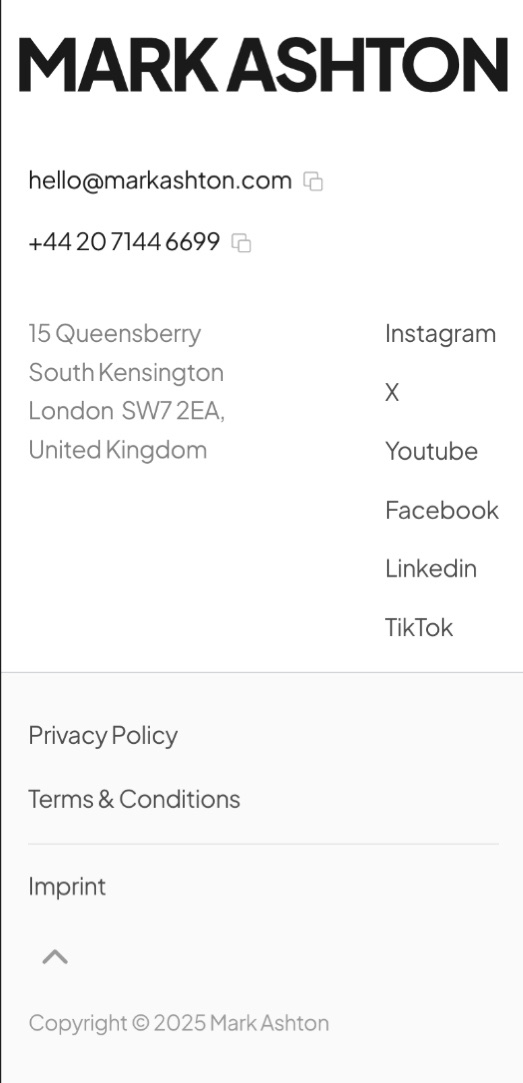 MARK ASHTON
hello@markashton.com
+44 20 7144 6699
15 Queensberry
South Kensington
London SW7 2EA,
United Kingdom
Instagram
X
Youtube
Facebook
Linkedin
TikTok
Privacy Policy
Terms & Conditions
Imprint
Copyright © 2025 Mark Ashton